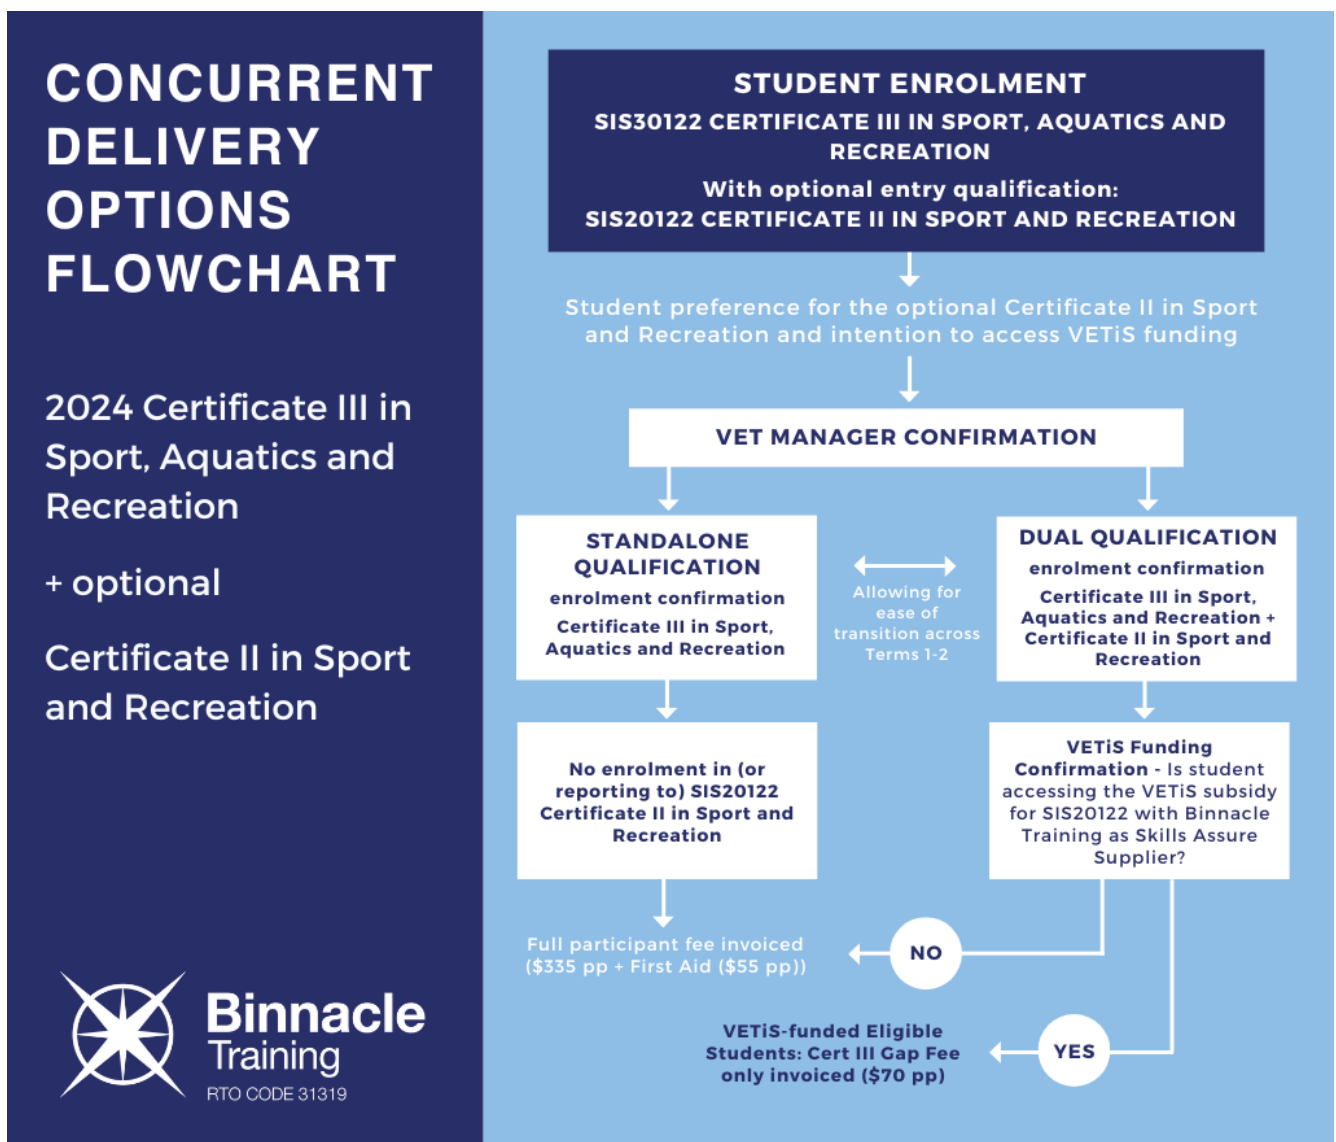 CONCURRENT
DELIVERY
OPTIONS
FLOWCHART
2024 Certificate III in
Sport, Aquatics and
Recreation
+ optional
Certificate II in Sport
and Recreation
Binnacle
Training
RTO CODE 31319
STUDENT ENROLMENT
SIS30122 CERTIFICATE III IN SPORT, AQUATICS AND
RECREATION
With optional entry qualification:
SIS20122 CERTIFICATE II IN SPORT AND RECREATION
Student preference for the optional Certificate II in Sport
and Recreation and intention to access VETiS funding
VET MANAGER CONFIRMATION
STANDALONE
QUALIFICATION
enrolment confirmation
Certificate III in Sport,
Aquatics and Recreation
Allowing for
ease of
transition across
Terms 1-2
DUAL QUALIFICATION
enrolment confirmation
Certificate III in Sport,
Aquatics and Recreation +
Certificate II in Sport and
Recreation
No enrolment in (or
reporting to) SIS20122
Certificate II in Sport and
Recreation
VETiS Funding
Confirmation - Is student
accessing the VETiS subsidy
for SIS20122 with Binnacle
Training as Skills Assure
Supplier?
Full participant fee invoiced
($335 pp + First Aid ($55 pp))
NO
VETiS-funded Eligible
Students: Cert III Gap Fee
only invoiced ($70 pp)
YES